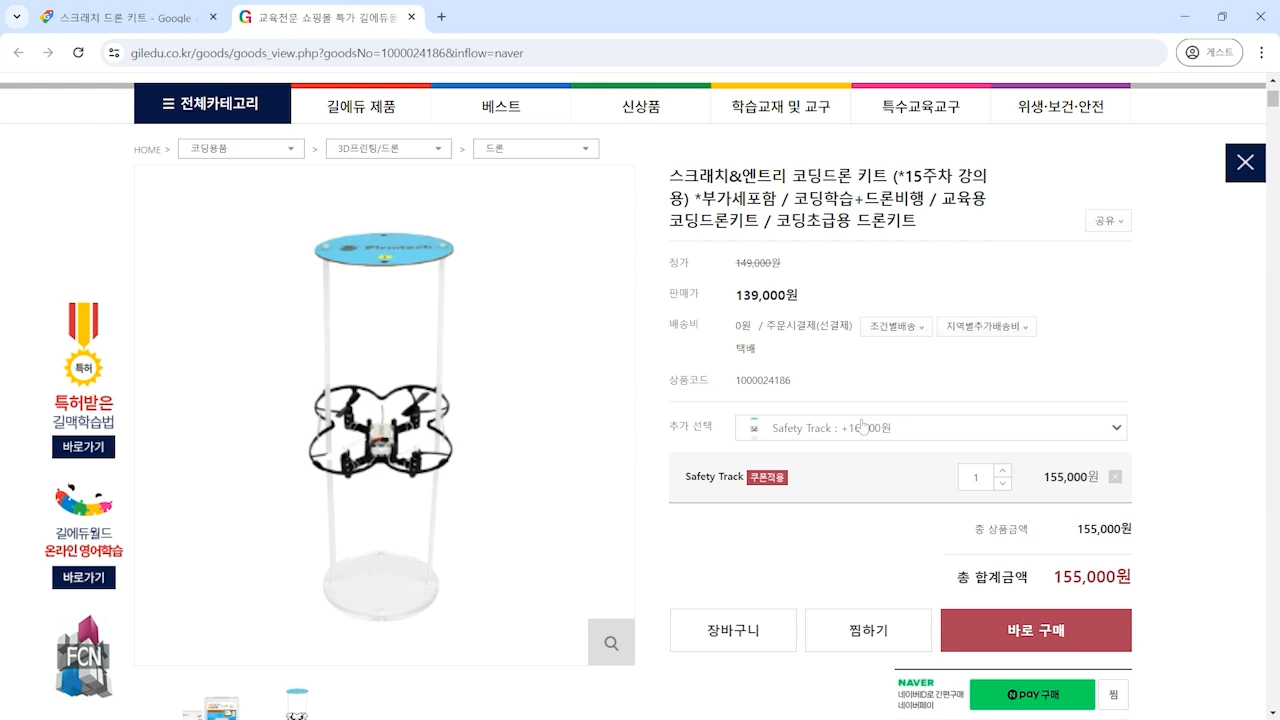 스크래치 드론 키트 - Google
교육전문 쇼핑몰 특가 길에듀몰
giledu.co.kr/goods/goods_view.php?goodsNo=1000024186&inflow=naver
게스트
전체카테고리
길에듀 제품
베스트
신상품
학습교재 및 교구
특수교육교구
위생·보건·안전
HOME > 코딩용품 > 3D프린팅/드론 > 드론
스크래치&엔트리 코딩드론 키트 (*15주차 강의
용) *부가세포함 / 코딩학습+드론비행 / 교육용
코딩드론키트 / 코딩초급용 드론키트
공유
정가 149,000원
판매가 139,000원
배송비 0원 / 주문시결제(선결제) 조건별배송 지역별추가배송비
택배
상품코드 1000024186
추가 선택 Safety Track :
Safety Track 쿠폰적용 1 155,000원
총 상품금액 155,000원
총 합계금액 155,000원
장바구니
찜하기
바로 구매
NAVER
네이버ID로 간편구매
네이버페이
N pay 구매
찜
Firmtech
특허
특허받은
길맥학습법
바로가기
길에듀월드
온라인 영어학습
바로가기
FCN